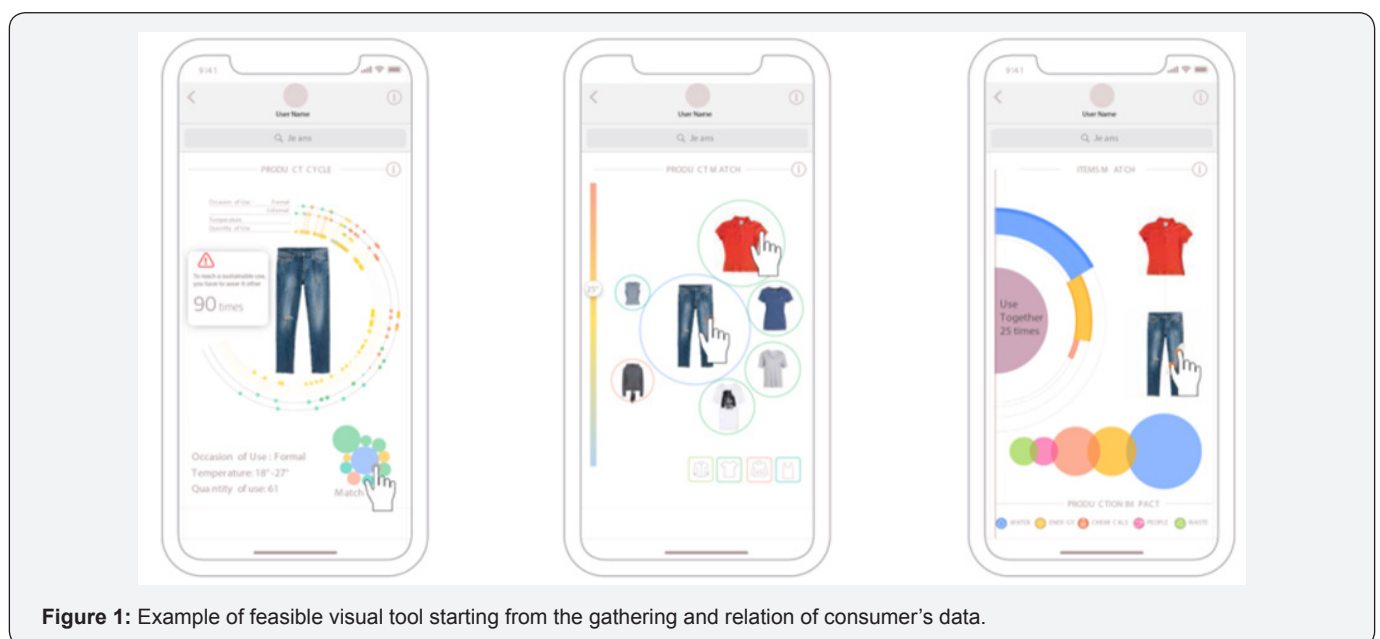 9:41
User Name
Je ans
PRODU CT CYCLE
Occasion of Use : Formal
Informal
Temperature
Quantity of Use
To reach a sustainable use,
you have to wear it other
90 times
Occasion of Use : Formal
Temperature: 18°-27°
Qua ntity of use: 61
Match
User Name
Je ans
PRODU CT M ATCH
25°
9:41
User Name
Je ans
ITEMS M ATCH
Use
Together
25 times
PRODU CTION IM PACT
WATER ENER GY CHEMI CALS PEOPLE WASTE
Figure 1: Example of feasible visual tool starting from the gathering and relation of consumer's data.